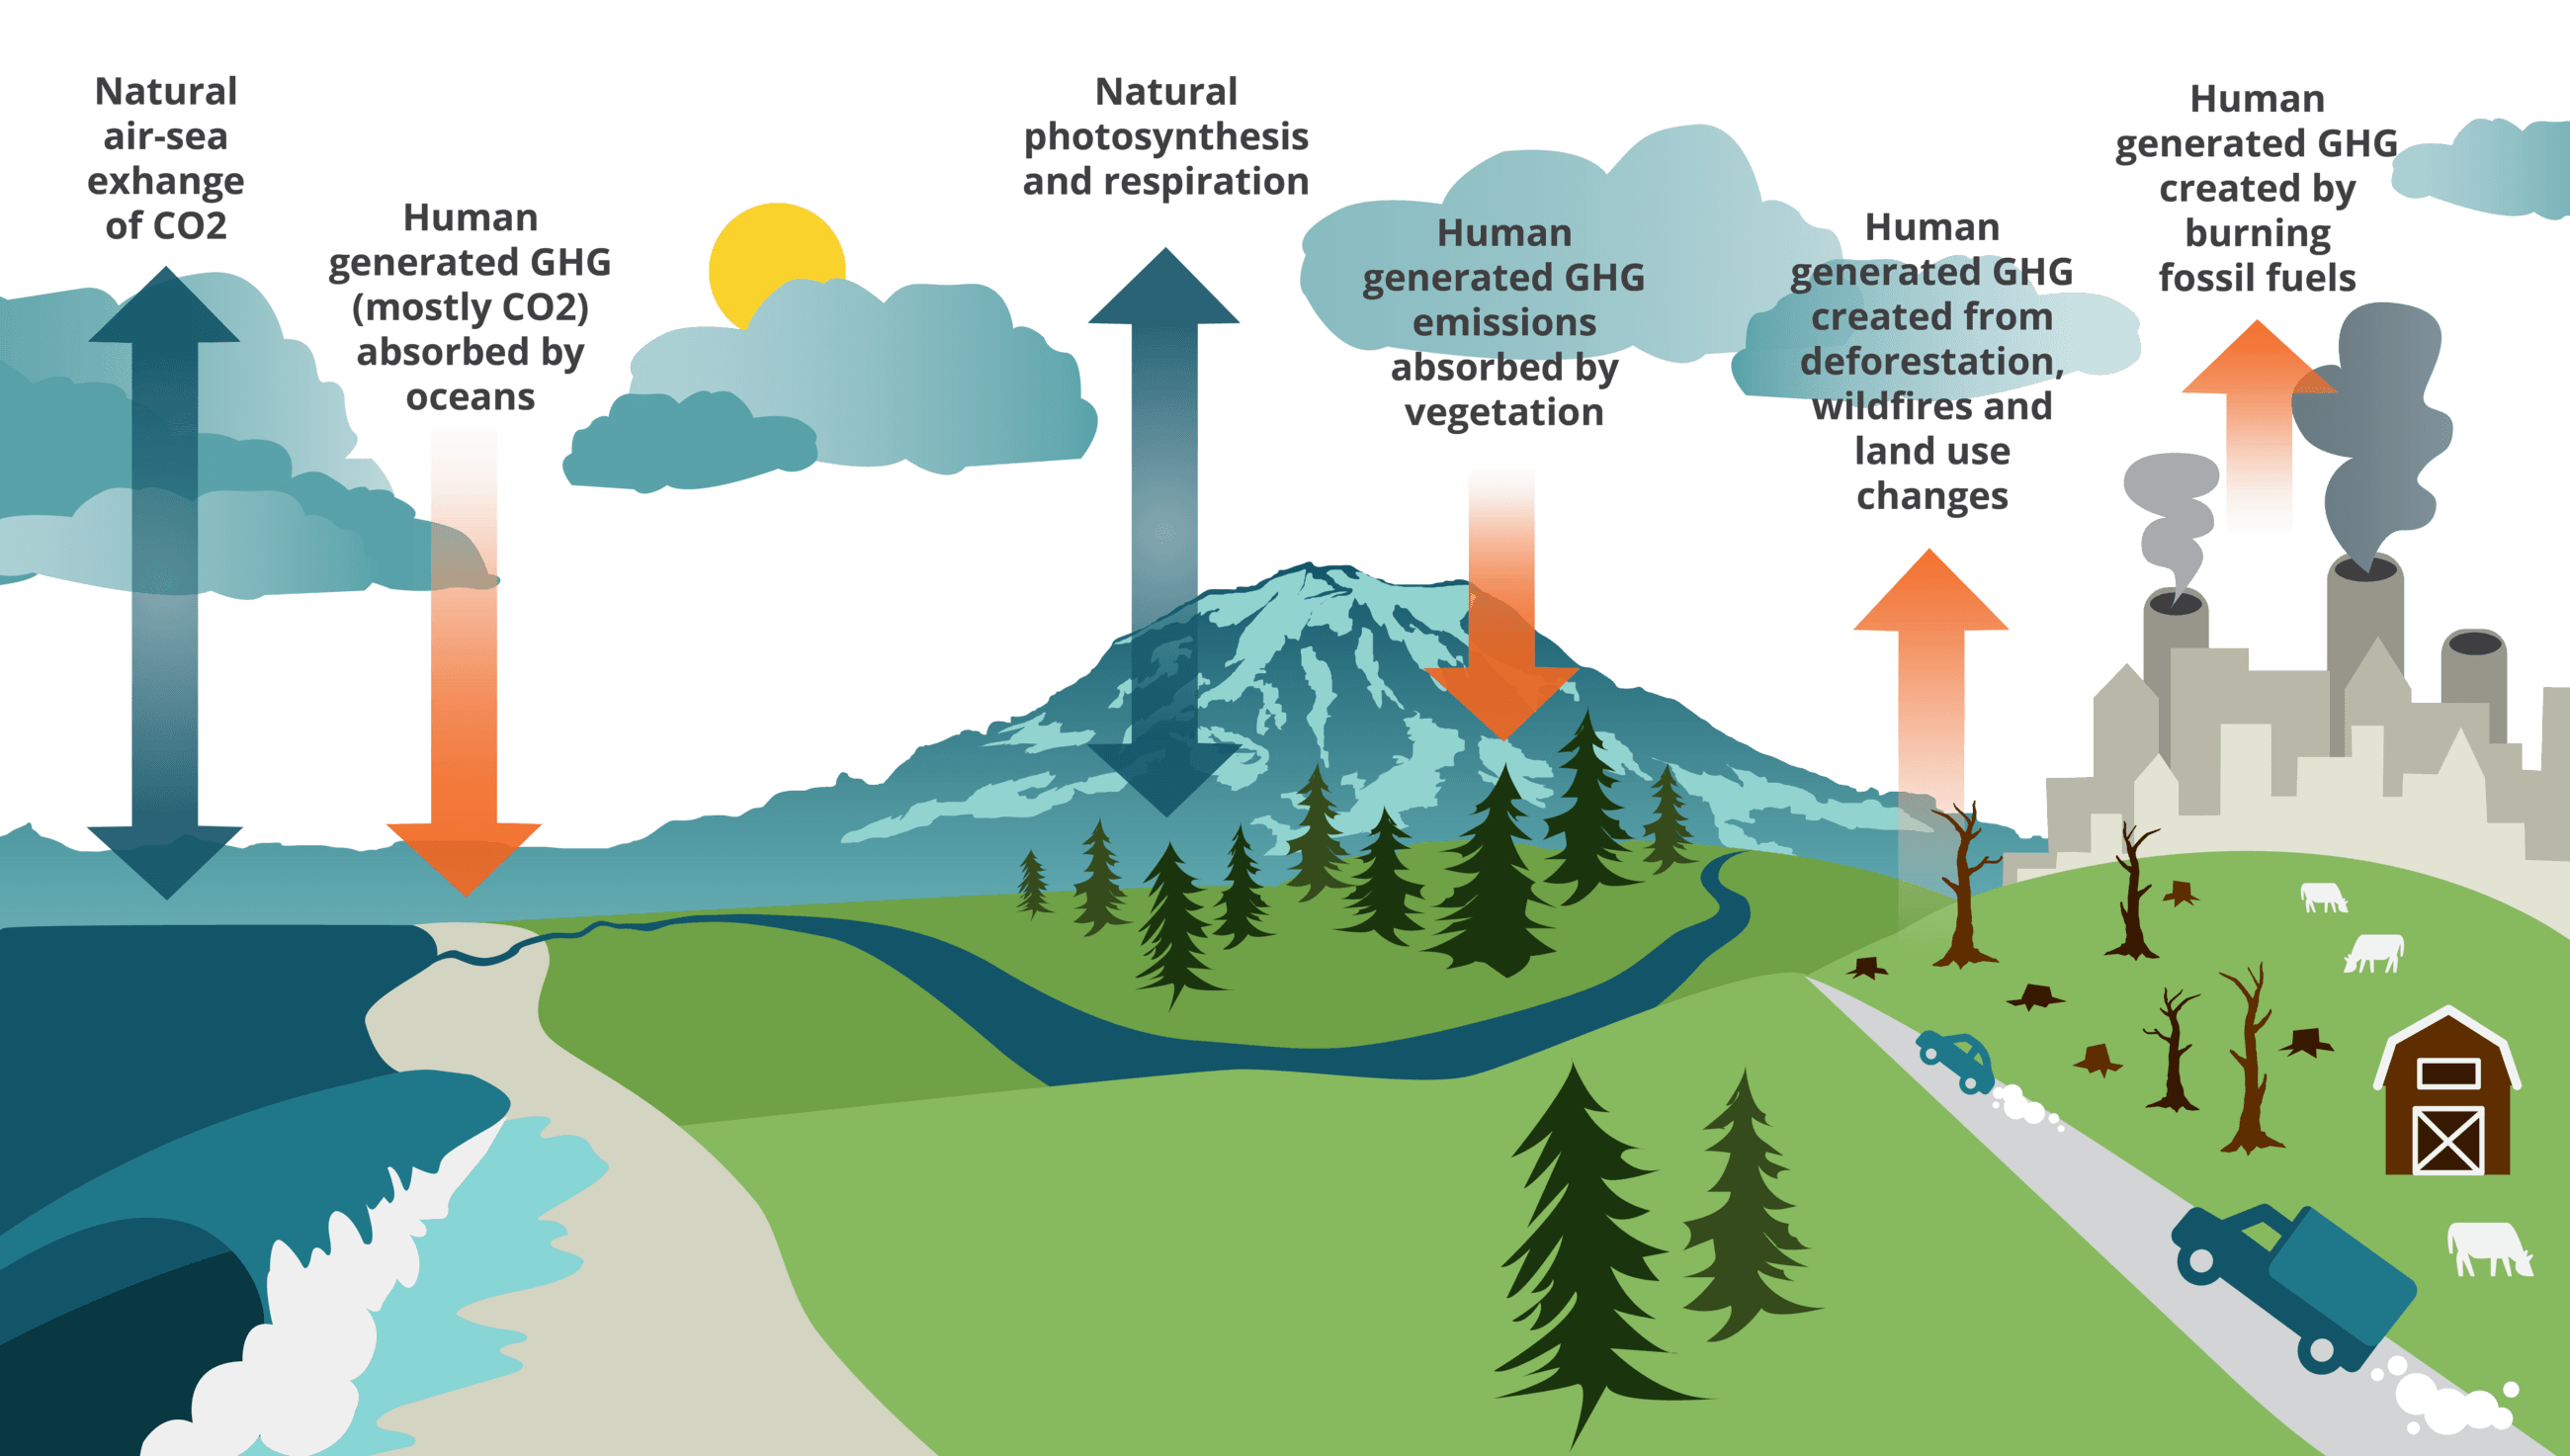 Natural
air-sea
exhange
of CO2
Human
generated GHG
(mostly CO2)
absorbed by
oceans
Natural
photosynthesis
and respiration
Human
generated GHG
emissions
absorbed by
vegetation
Human
generated GHG
created from
deforestation,
wildfires and
land use
changes
Human
generated GHG
created by
burning
fossil fuels